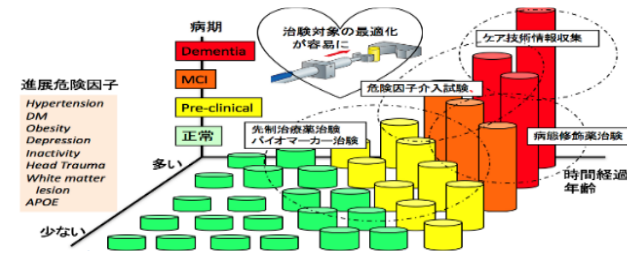 病期
治験対象の最適化
が容易に
ケア技術情報収集
Dementia
MCI
Pre-clinical
正常
進展危険因子
Hypertension
DM
Obesity
Depression
Inactivity
Head Trauma
White matter
lesion
APOE
危険因子介入試験、
先制治療薬治験
バイオマーカー治験
病態修飾薬治験
多い
少ない
時間経過
年齢